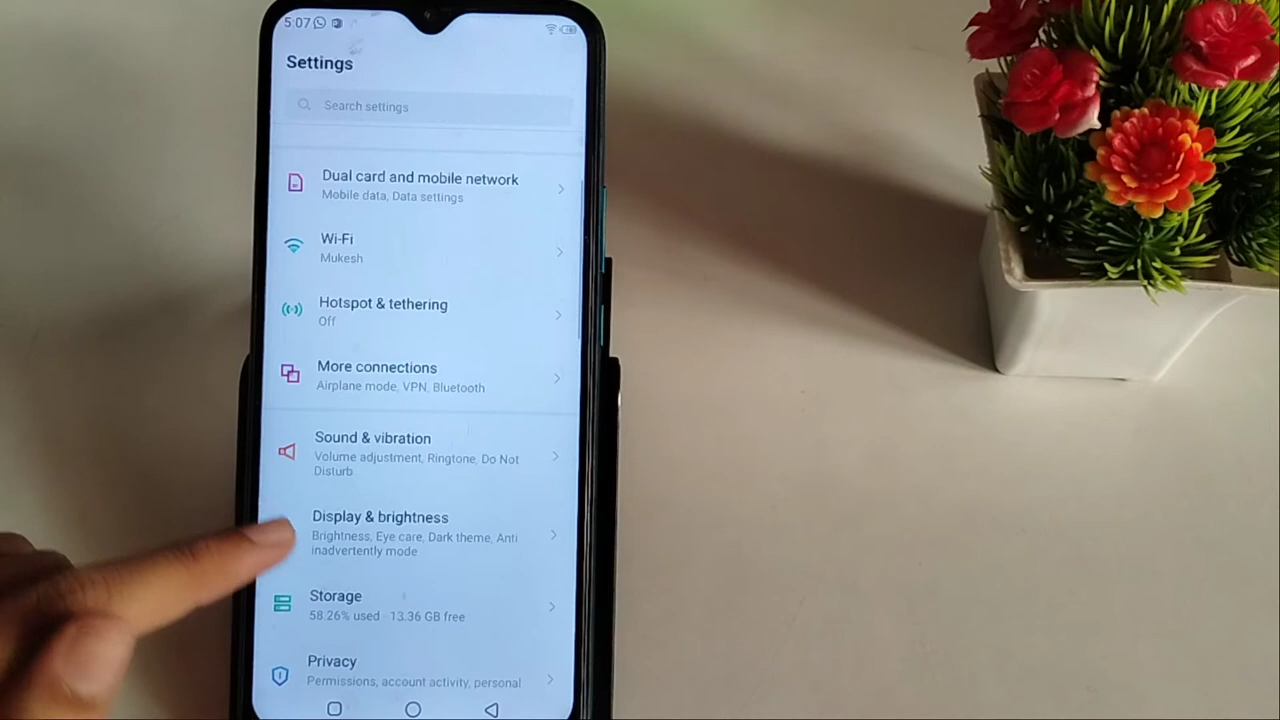 5:07
Settings
Search settings
Dual card and mobile network
Mobile data, Data settings
Wi-Fi
Mukesh
Hotspot & tethering
Off
More connections
Airplane mode, VPN, Bluetooth
Sound & vibration
Volume adjustment, Ringtone, Do Not
Disturb
Display & brightness
Brightness, Eye care, Dark theme, Anti
inadvertently mode
Storage
58.26% used · 13.36 GB free
Privacy
Permissions, account activity, personal